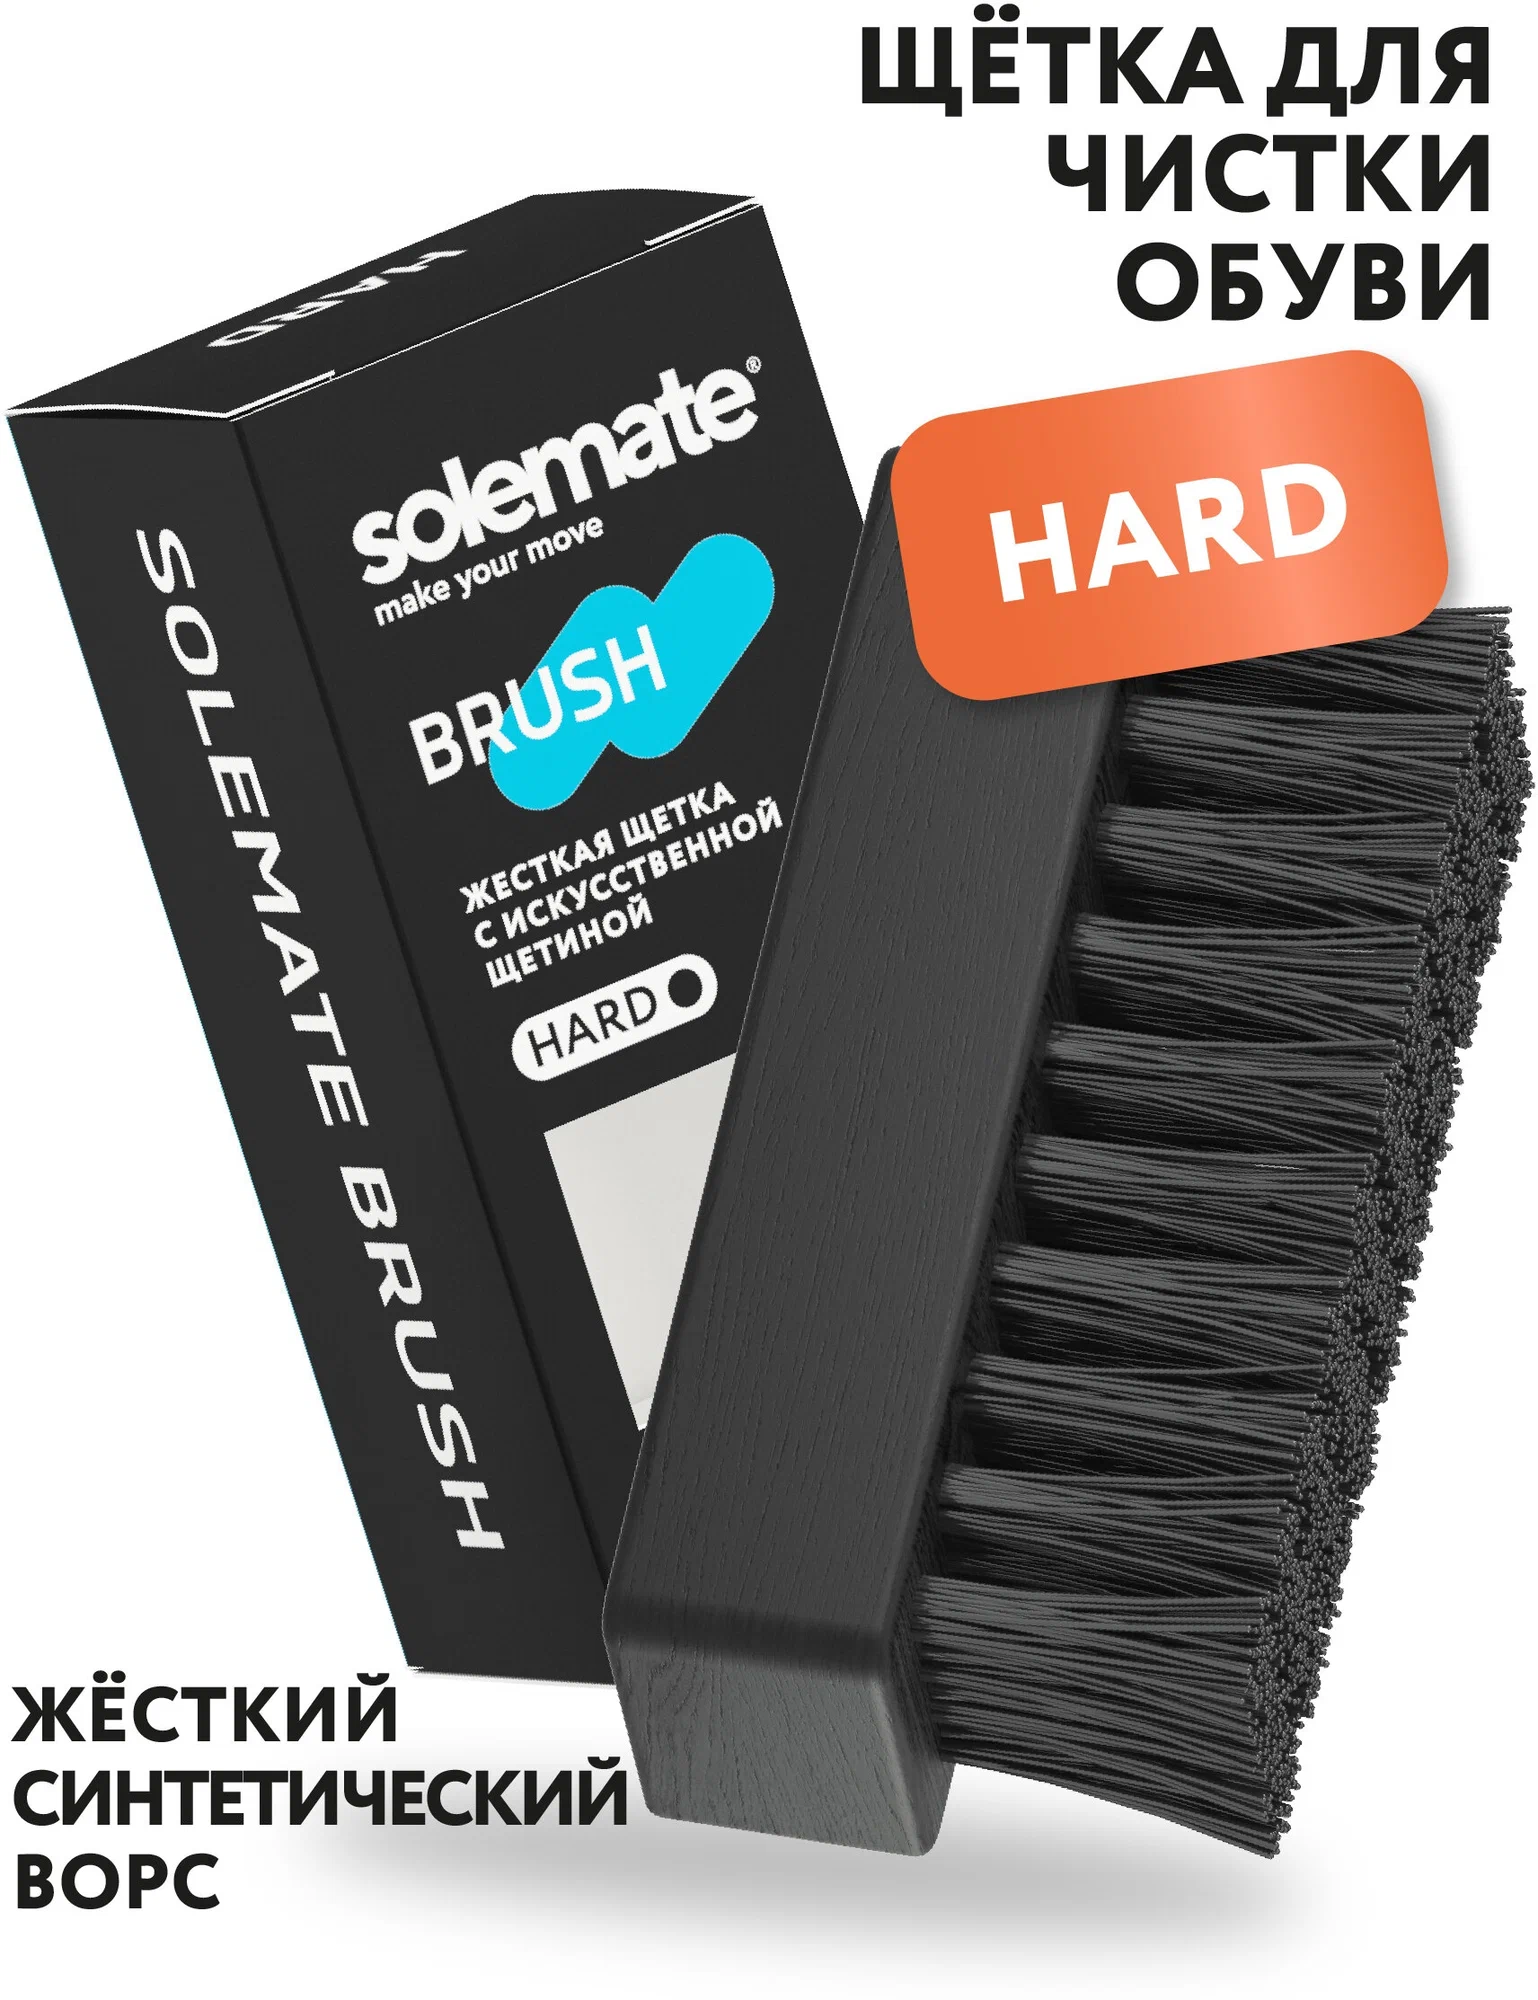 ЩЁТКА ДЛЯ
ЧИСТКИ
ОБУВИ
HARD
HARD
solemate®
make your move
BRUSH
ЖЕСТКАЯ ЩЕТКА
С ИСКУССТВЕННОЙ
ЩЕТИНОЙ
HARD
SOLEMATE BRUSH
ЖЁСТКИЙ
СИНТЕТИЧЕСКИЙ
ВОРС